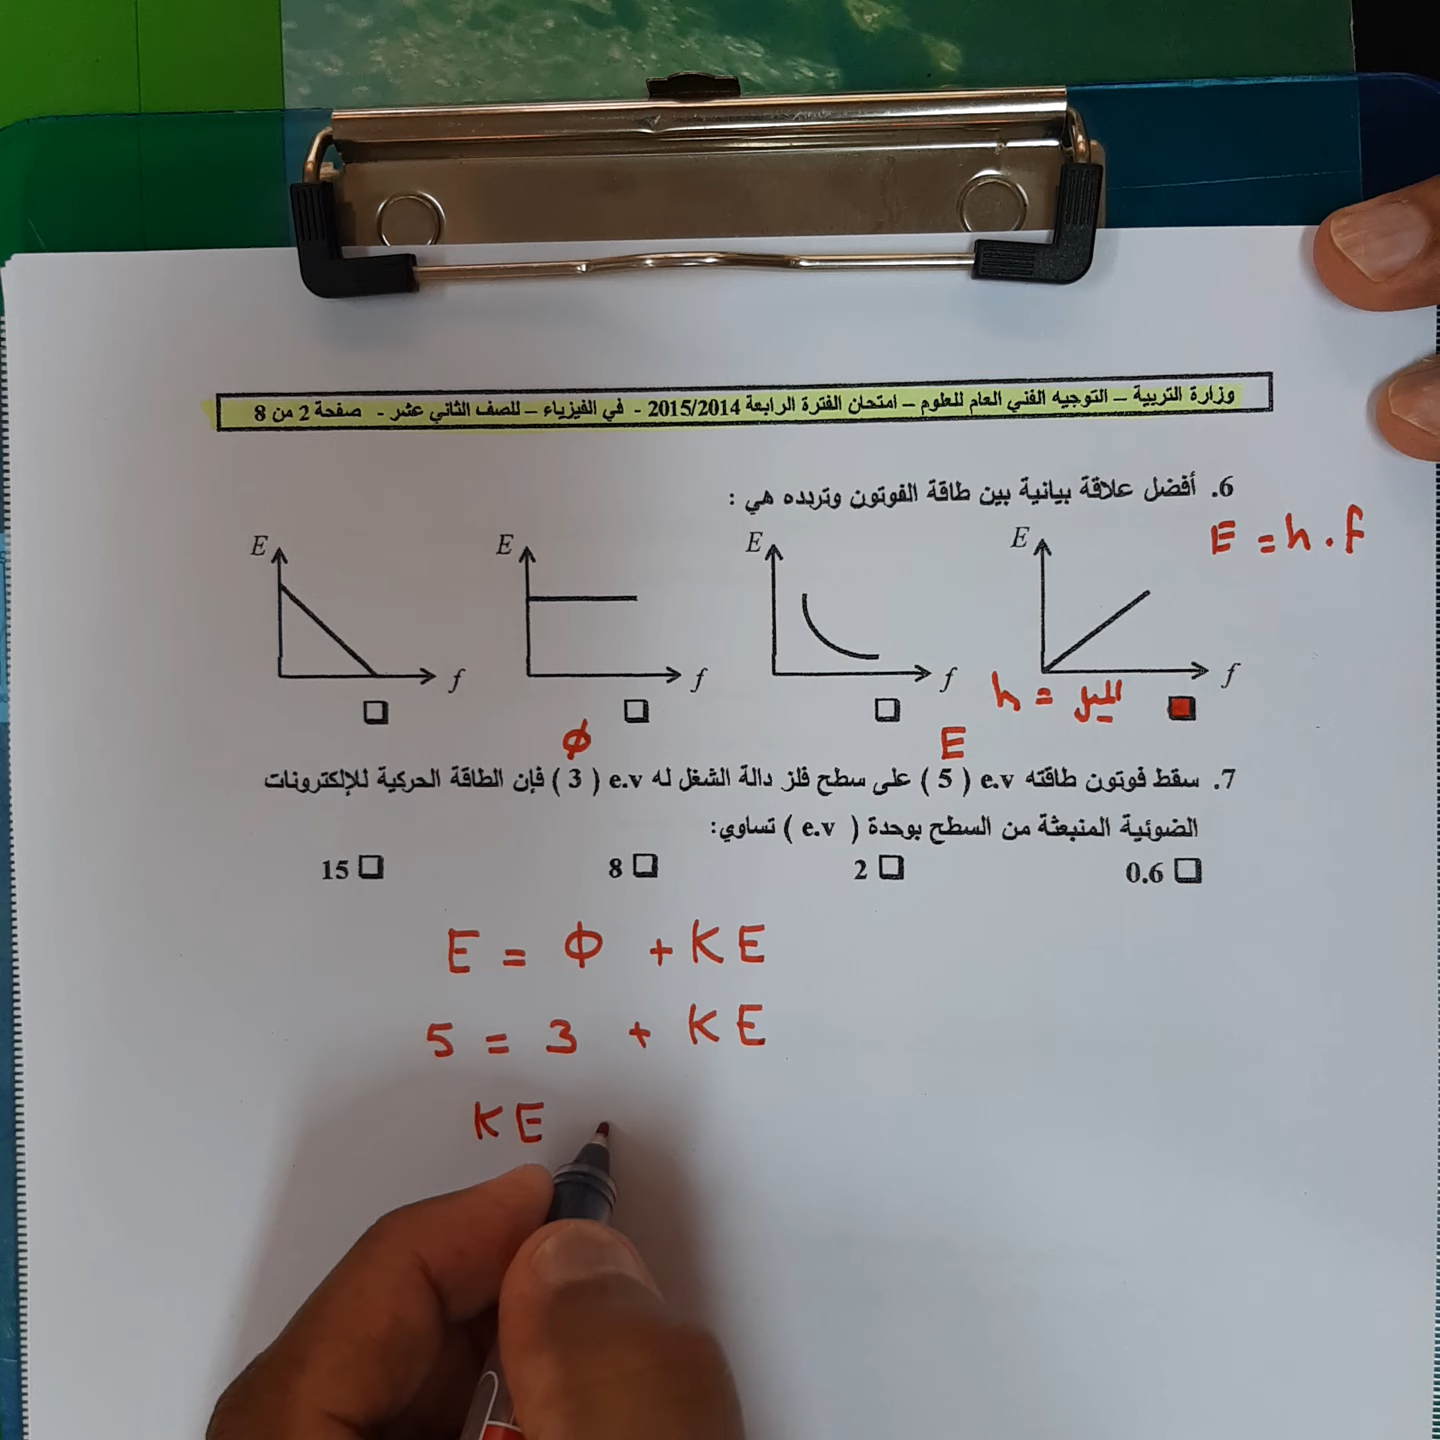 وزارة التربية – التوجيه الفني العام للعلوم – امتحان الفترة الرابعة 2015/2014 - في الفيزياء – للصف الثاني عشر - صفحة 2 من 8
6. أفضل علاقة بيانية بين طاقة الفوتون وتردده هي :
E = h . f
E E E E
f f f f
h = الميل
φ E
7. سقط فوتون طاقته e.v ( 5 ) على سطح فلز دالة الشغل له e.v ( 3 ) فإن الطاقة الحركية للإلكترونات
الضوئية المنبعثة من السطح بوحدة ( e.v ) تساوي:
0.6 2 8 15
E = Φ + KE
5 = 3 + KE
KE